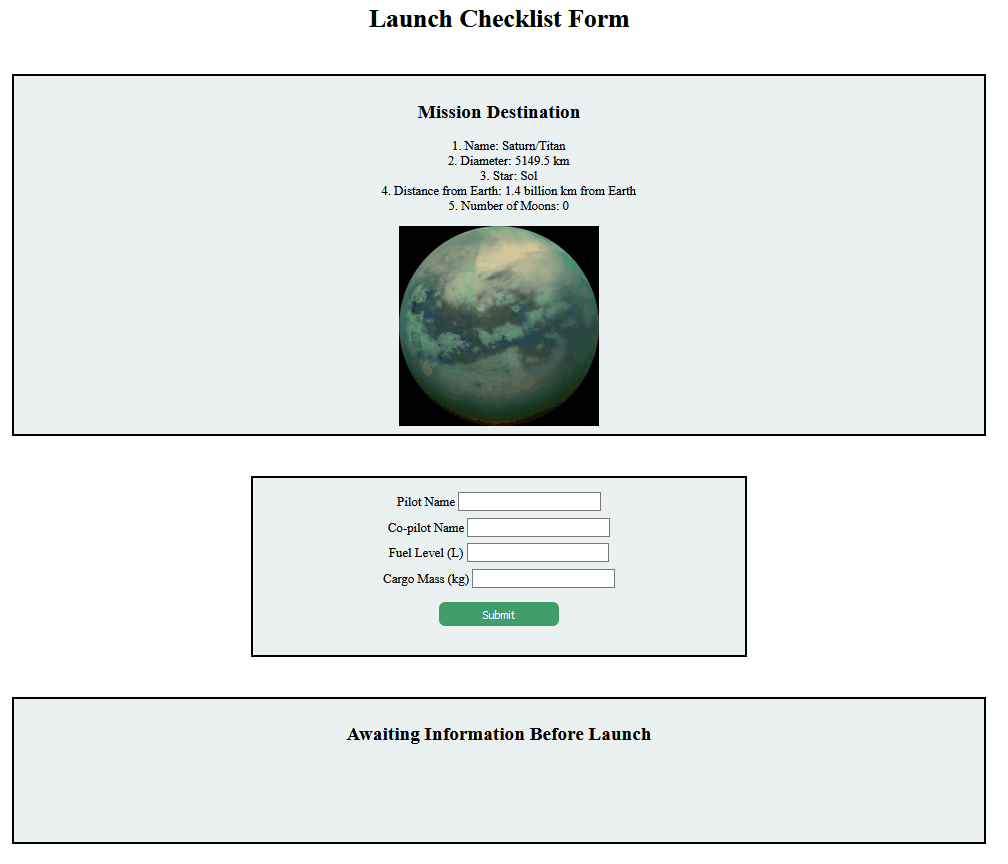 Launch Checklist Form
Mission Destination
1. Name: Saturn/Titan
2. Diameter: 5149.5 km
3. Star: Sol
4. Distance from Earth: 1.4 billion km from Earth
5. Number of Moons: 0
Pilot Name
Co-pilot Name
Fuel Level (L)
Cargo Mass (kg)
Submit
Awaiting Information Before Launch